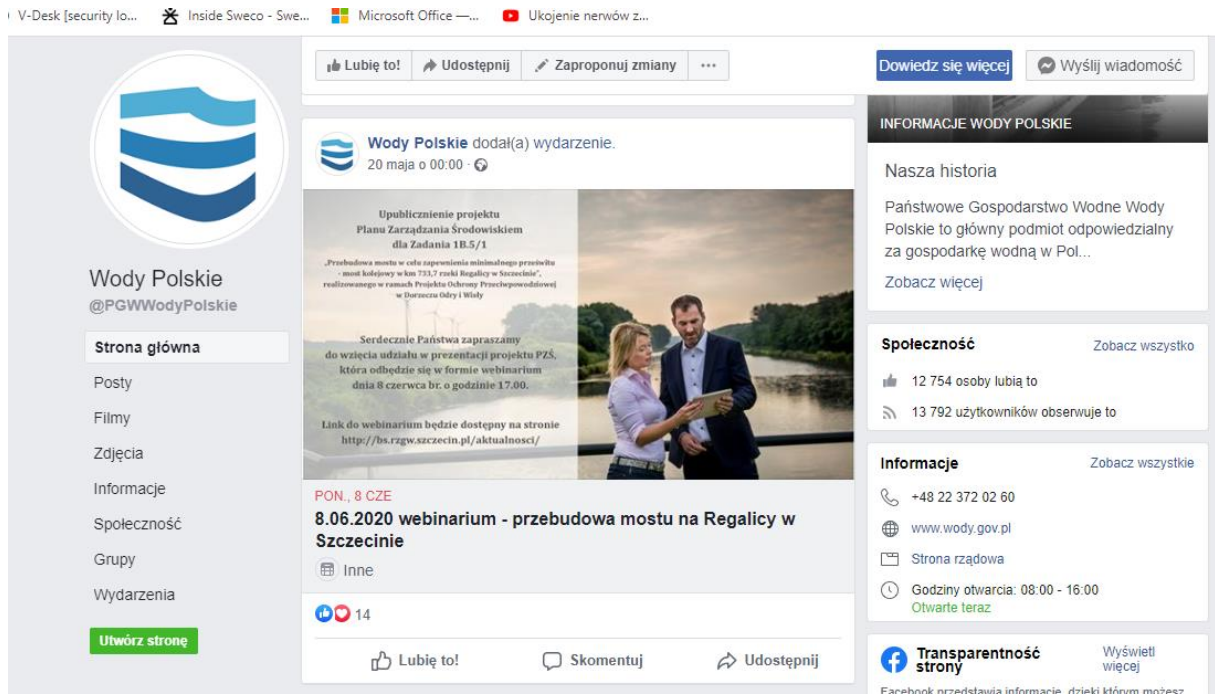 V-Desk [security lo...
Inside Sweco - Swe...
Microsoft Office —...
Ukojenie nerwów z...
Lubię to!
Udostępnij
Zaproponuj zmiany
Dowiedz się więcej
Wyślij wiadomość
Wody Polskie
@PGWWodyPolskie
Strona główna
Posty
Filmy
Zdjęcia
Informacje
Społeczność
Grupy
Wydarzenia
Utwórz stronę
Wody Polskie dodał(a) wydarzenie.
20 maja o 00:00 ·
Upublicznienie projektu
Planu Zarządzania Środowiskiem
dla Zadania 1B.5/1
„Przebudowa mostu w celu zapewnienia minimalnego prześwitu
- most kolejowy w km 733,7 rzeki Regalicy w Szczecinie",
realizowanego w ramach Projektu Ochrony Przeciwpowodziowej
w Dorzeczu Odry i Wisły
Serdecznie Państwa zapraszamy
do wzięcia udziału w prezentacji projektu PZŚ,
która odbędzie się w formie webinarium
dnia 8 czerwca br. o godzinie 17.00.
Link do webinarium będzie dostępny na stronie
http://bs.rzgw.szczecin.pl/aktualnosci/
PON., 8 CZE
8.06.2020 webinarium - przebudowa mostu na Regalicy w
Szczecinie
Inne
14
Lubię to!
Skomentuj
Udostępnij
INFORMACJE WODY POLSKIE
Nasza historia
Państwowe Gospodarstwo Wodne Wody
Polskie to główny podmiot odpowiedzialny
za gospodarkę wodną w Pol...
Zobacz więcej
Społeczność
Zobacz wszystko
12 754 osoby lubią to
13 792 użytkowników obserwuje to
Informacje
Zobacz wszystkie
+48 22 372 02 60
www.wody.gov.pl
Strona rządowa
Godziny otwarcia: 08:00 - 16:00
Otwarte teraz
Transparentność
strony
Wyświetl
więcej
Facebook przedstawia informacje, dzięki którym możesz